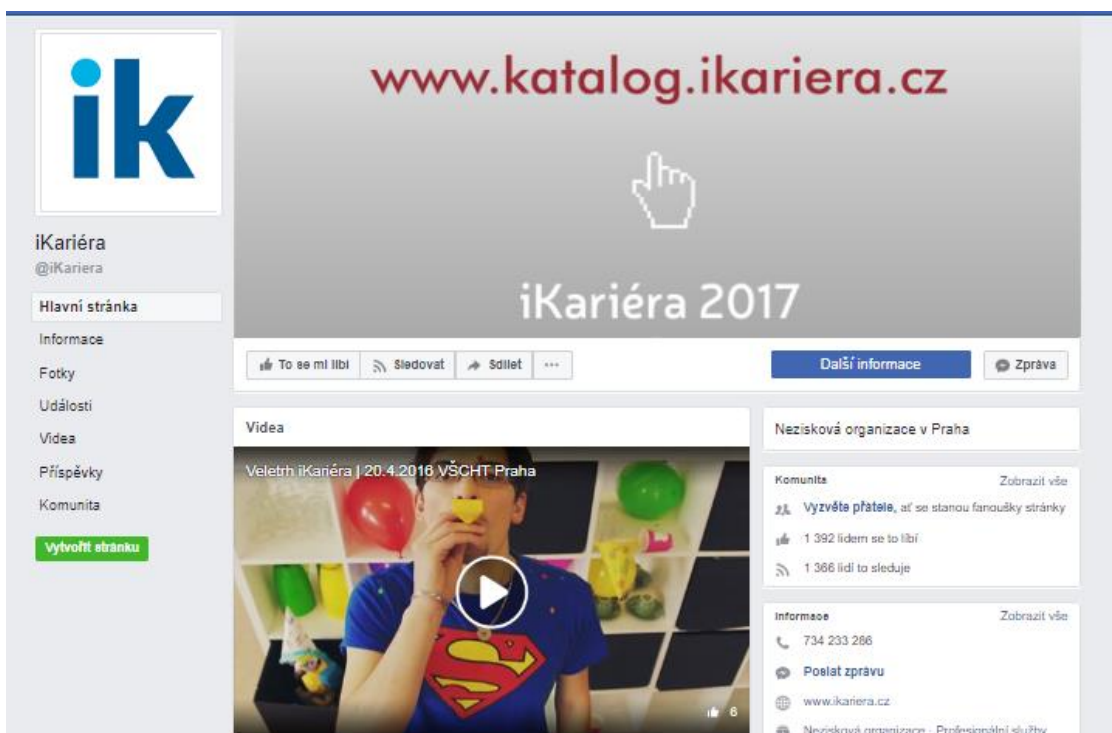 ik
www.katalog.ikariera.cz
iKariéra 2017
iKariéra
@iKariera
Hlavní stránka
Informace
Fotky
Události
Videa
Příspěvky
Komunita
Vytvořit stránku
To se mi líbí
Sledovat
Sdílet
...
Další informace
Zpráva
Videa
Veletrh iKariéra | 20.4.2016 VŠCHT Praha
6
Nezisková organizace v Praha
Komunita Zobrazit vše
Vyzvěte přátele, ať se stanou fanoušky stránky
1 392 lidem se to líbí
1 366 lidí to sleduje
Informace Zobrazit vše
734 233 286
Poslat zprávu
www.ikariera.cz
Nezisková organizace · Profesionální služby